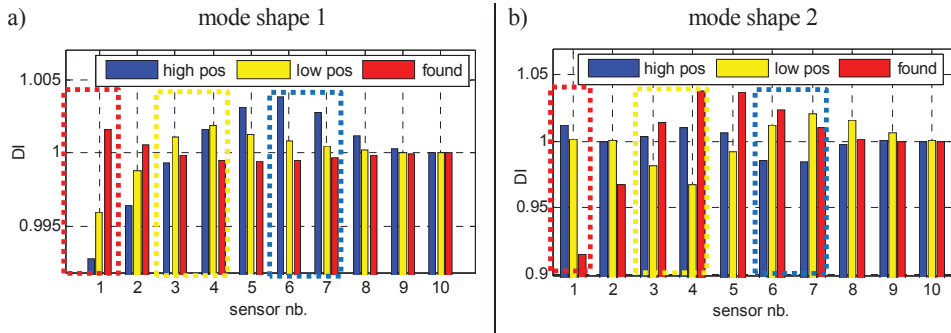 a) mode shape 1
high pos low pos found
1.005
1
0.995
DI
1 2 3 4 5 6 7 8 9 10
sensor nb.
b) mode shape 2
high pos low pos found
1.05
1
0.95
0.9
DI
1 2 3 4 5 6 7 8 9 10
sensor nb.